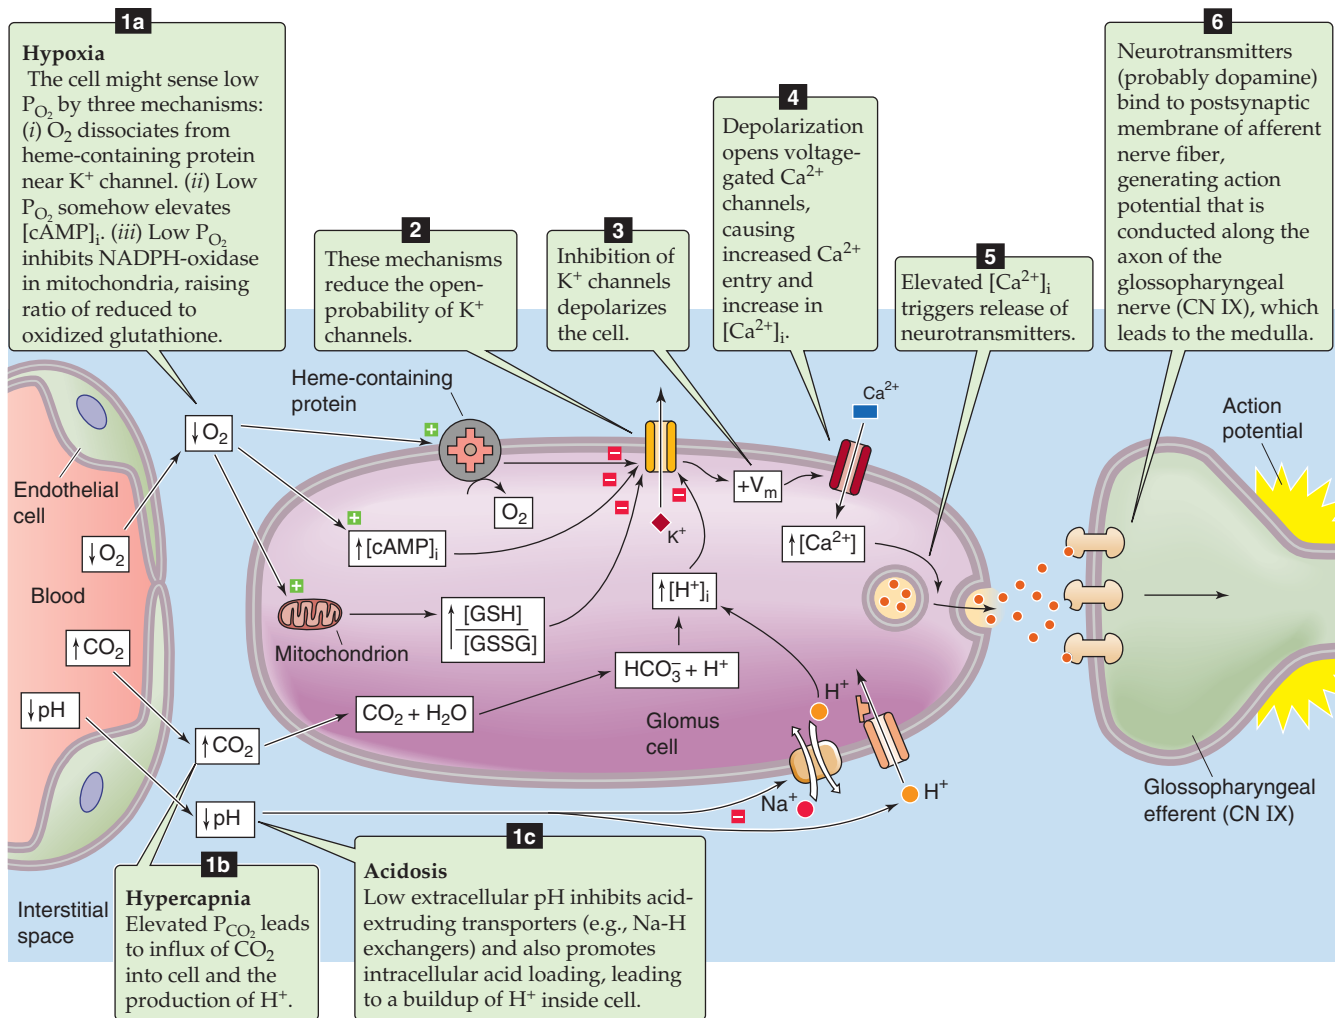 1a
Hypoxia
The cell might sense low
P_O₂ by three mechanisms:
(i) O₂ dissociates from
heme-containing protein
near K⁺ channel. (ii) Low
P_O₂ somehow elevates
[cAMP]ᵢ. (iii) Low P_O₂
inhibits NADPH-oxidase
in mitochondria, raising
ratio of reduced to
oxidized glutathione.
2
These mechanisms
reduce the open-
probability of K⁺
channels.
3
Inhibition of
K⁺ channels
depolarizes
the cell.
4
Depolarization
opens voltage-
gated Ca²⁺
channels,
causing
increased Ca²⁺
entry and
increase in
[Ca²⁺]ᵢ.
5
Elevated [Ca²⁺]ᵢ
triggers release of
neurotransmitters.
6
Neurotransmitters
(probably dopamine)
bind to postsynaptic
membrane of afferent
nerve fiber,
generating action
potential that is
conducted along the
axon of the
glossopharyngeal
nerve (CN IX), which
leads to the medulla.
Heme-containing
protein
Ca²⁺
Action
potential
↓O₂
+
−
−
−
−
+Vₘ
Endothelial
cell
O₂
K⁺
+
↑[cAMP]ᵢ
↑[Ca²⁺]
↓O₂
+
Blood
↑[H⁺]ᵢ
↑[GSH]
[GSSG]
Mitochondrion
↑CO₂
HCO₃⁻ + H⁺
↓pH
CO₂ + H₂O
Glomus
cell
H⁺
↑CO₂
Na⁺
H⁺
Glossopharyngeal
efferent (CN IX)
↓pH
−
1b
Hypercapnia
Elevated P_CO₂ leads
to influx of CO₂
into cell and the
production of H⁺.
1c
Acidosis
Low extracellular pH inhibits acid-
extruding transporters (e.g., Na-H
exchangers) and also promotes
intracellular acid loading, leading
to a buildup of H⁺ inside cell.
Interstitial
space